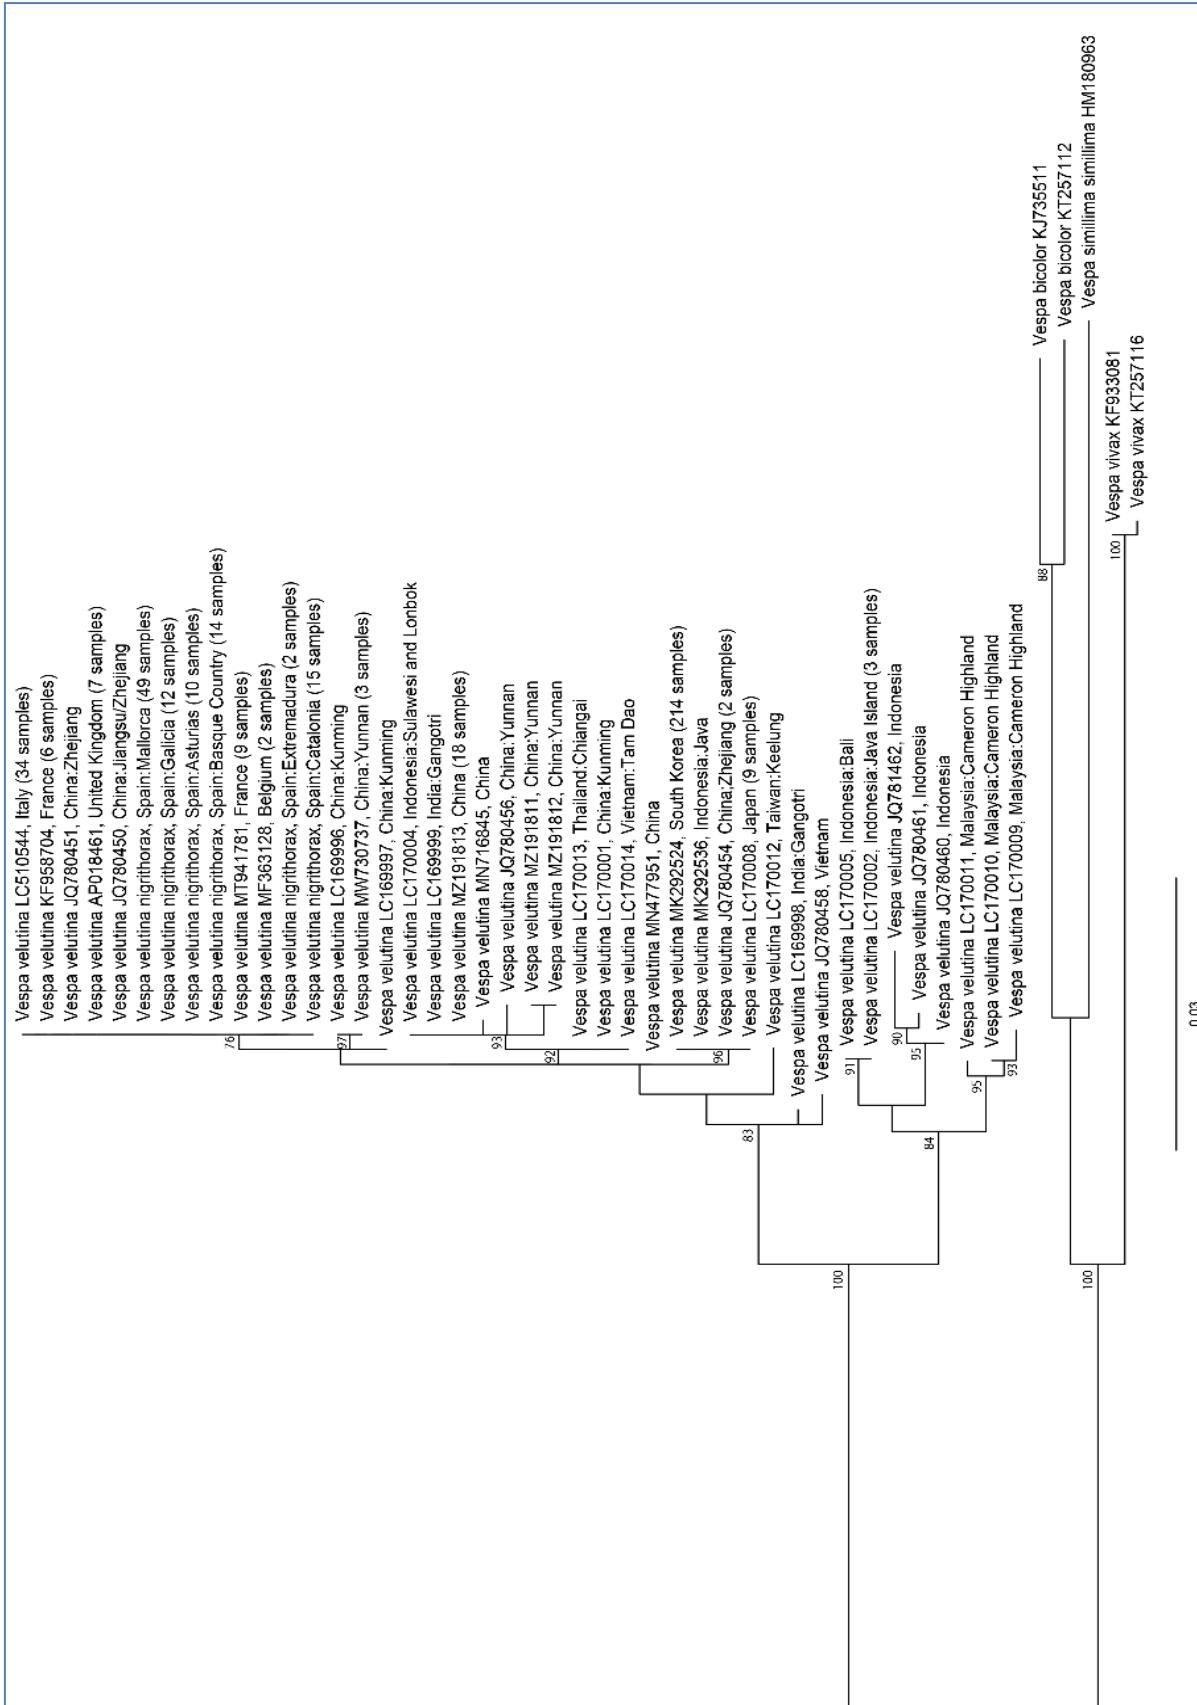 Vespa velutina LC510544, Italy (34 samples)
Vespa velutina KF958704, France (6 samples)
Vespa velutina JQ780451, China:Zhejiang
Vespa velutina AP018461, United Kingdom (7 samples)
Vespa velutina JQ780450, China:Jiangsu/Zhejiang
Vespa velutina nigrithorax, Spain:Mallorca (49 samples)
Vespa velutina nigrithorax, Spain:Galicia (12 samples)
Vespa velutina nigrithorax, Spain:Asturias (10 samples)
Vespa velutina nigrithorax, Spain:Basque Country (14 samples)
76
Vespa velutina MT941781, France (9 samples)
Vespa velutina MF363128, Belgium (2 samples)
Vespa velutina nigrithorax, Spain:Extremadura (2 samples)
Vespa velutina nigrithorax, Spain:Catalonia (15 samples)
Vespa velutina LC169996, China:Kunming
97
Vespa velutina MW730737, China:Yunnan (3 samples)
Vespa velutina LC169997, China:Kunming
Vespa velutina LC170004, Indonesia:Sulawesi and Lonbok
Vespa velutina LC169999, India:Gangotri
Vespa velutina MZ191813, China (18 samples)
Vespa velutina MN716845, China
93
Vespa velutina JQ780456, China:Yunnan
Vespa velutina MZ191811, China:Yunnan
Vespa velutina MZ191812, China:Yunnan
92
Vespa velutina LC170013, Thailand:Chiangai
Vespa velutina LC170001, China:Kunming
Vespa velutina LC170014, Vietnam:Tam Dao
Vespa velutina MN477951, China
Vespa velutina MK292524, South Korea (214 samples)
Vespa velutina MK292536, Indonesia:Java
96
Vespa velutina JQ780454, China:Zhejiang (2 samples)
Vespa velutina LC170008, Japan (9 samples)
83
Vespa velutina LC170012, Taiwan:Keelung
Vespa velutina LC169998, India:Gangotri
Vespa velutina JQ780458, Vietnam
100
Vespa velutina LC170005, Indonesia:Bali
91
Vespa velutina LC170002, Indonesia:Java Island (3 samples)
Vespa velutina JQ781462, Indonesia
90
Vespa velutina JQ780461, Indonesia
95
84
Vespa velutina JQ780460, Indonesia
Vespa velutina LC170011, Malaysia:Cameron Highland
95
Vespa velutina LC170010, Malaysia:Cameron Highland
93
Vespa velutina LC170009, Malaysia:Cameron Highland
Vespa bicolor KJ735511
88
Vespa bicolor KT257112
Vespa simillima simillima HM180963
100
Vespa vivax KF933081
100
Vespa vivax KT257116
0.03